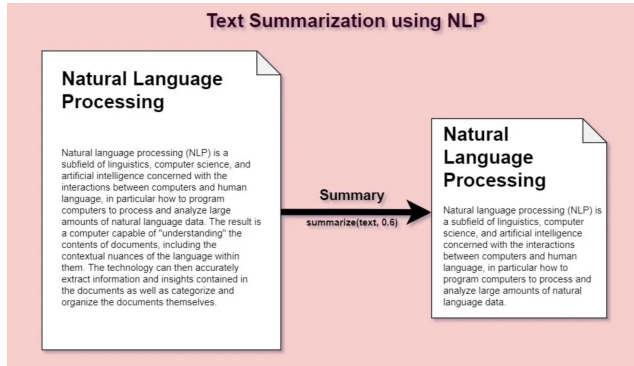 Text Summarization using NLP
Natural Language
Processing
Natural language processing (NLP) is a
subfield of linguistics, computer science, and
artificial intelligence concerned with the
interactions between computers and human
language, in particular how to program
computers to process and analyze large
amounts of natural language data. The result is
a computer capable of "understanding" the
contents of documents, including the
contextual nuances of the language within
them. The technology can then accurately
extract information and insights contained in
the documents as well as categorize and
organize the documents themselves.
Summary
summarize(text, 0.6)
Natural
Language
Processing
Natural language processing (NLP) is
a subfield of linguistics, computer
science, and artificial intelligence
concerned with the interactions
between computers and human
language, in particular how to
program computers to process and
analyze large amounts of natural
language data.